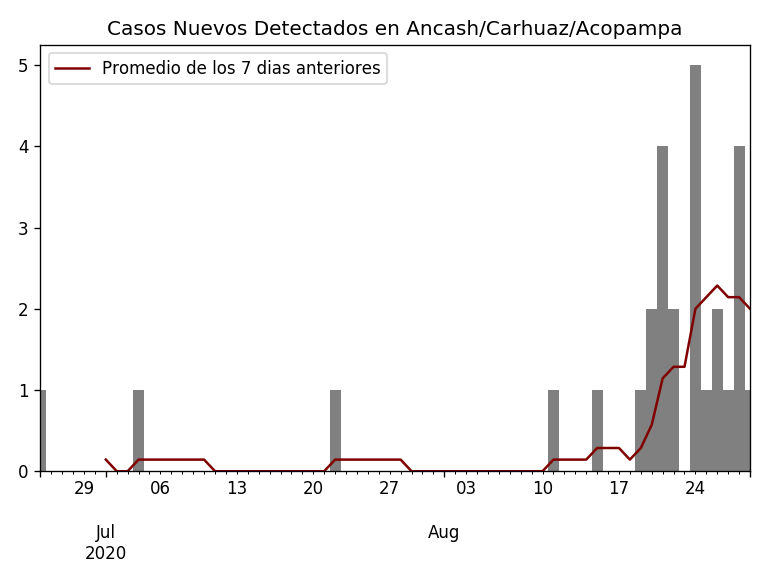 Casos Nuevos Detectados en Ancash/Carhuaz/Acopampa
Promedio de los 7 dias anteriores
5
4
3
2
1
0
29 06 13 20 27 03 10 17 24
Jul Aug
2020